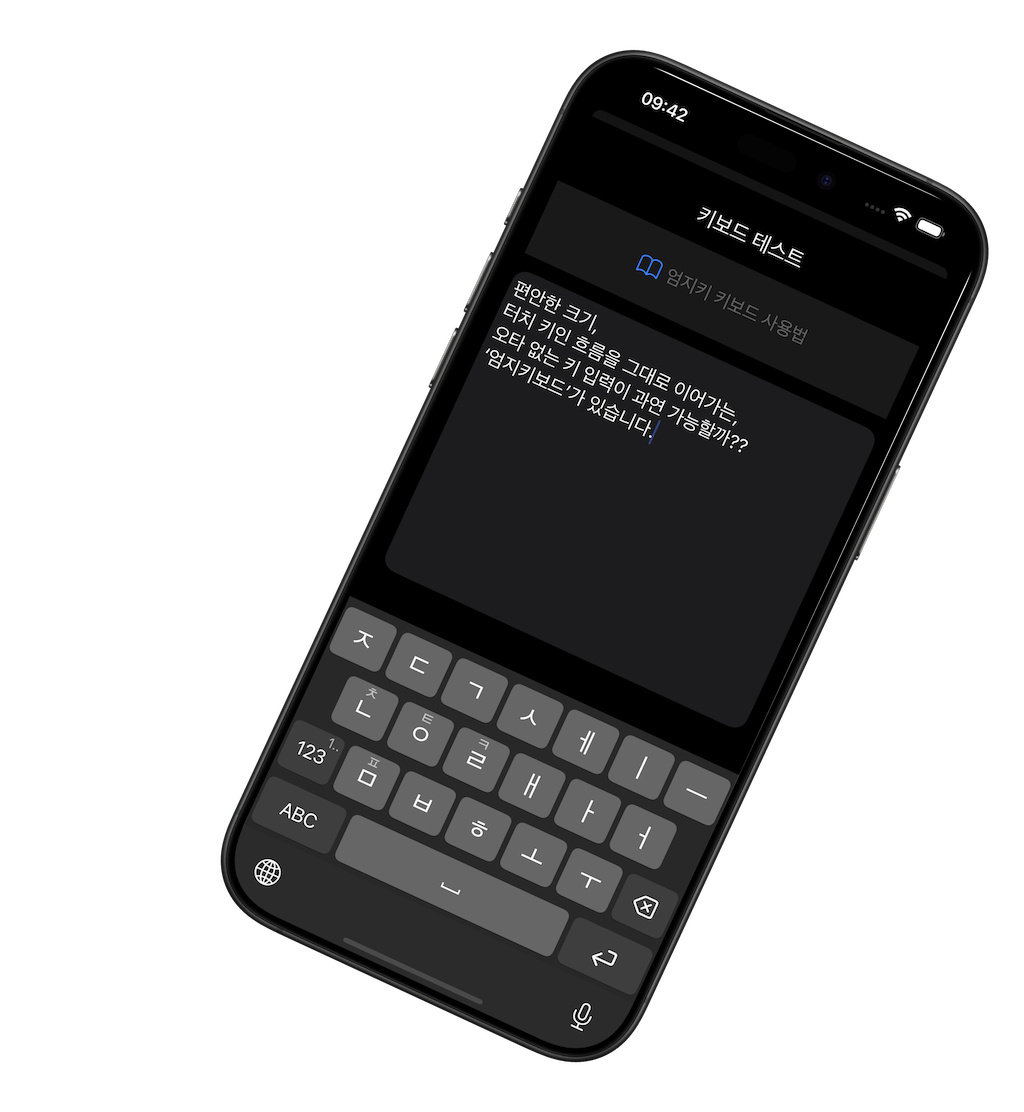 09:42
키보드 테스트
엄지키 키보드 사용법
편안한 크기,
터치 키인 흐름을 그대로 이어가는,
오타 없는 키 입력이 과연 가능할까??
‘엄지키보드’가 있습니다.
ㅈ ㄷ ㄱ ㅅ ㅔ ㅣ ㅡ
ㅊ ㅌ ㅋ
ㄴ ㅇ ㄹ ㅐ ㅏ ㅓ
1.. ㅍ
123 ㅁ ㅂ ㅎ ㅗ ㅜ
ABC